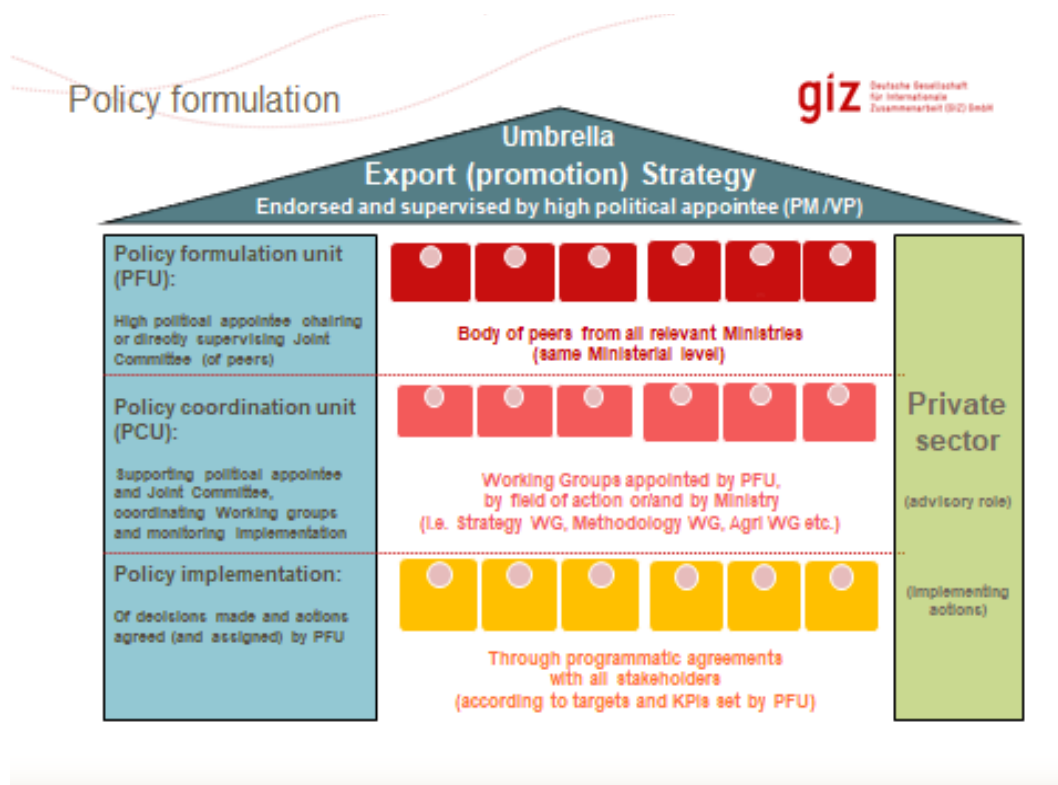 Policy formulation
giz
Deutsche Gesellschaft
für Internationale
Zusammenarbeit (GIZ) GmbH
Umbrella
Export (promotion) Strategy
Endorsed and supervised by high political appointee (PM /VP)
Policy formulation unit
(PFU):
High political appointee chairing
or directly supervising Joint
Committee (of peers)
Body of peers from all relevant Ministries
(same Ministerial level)
Policy coordination unit
(PCU):
Supporting political appointee
and Joint Committee,
coordinating Working groups
and monitoring implementation
Working Groups appointed by PFU,
by field of action or/and by Ministry
(i.e. Strategy WG, Methodology WG, Agri WG etc.)
Policy implementation:
Of decisions made and actions
agreed (and assigned) by PFU
Through programmatic agreements
with all stakeholders
(according to targets and KPIs set by PFU)
Private
sector
(advisory role)
(implementing
actions)